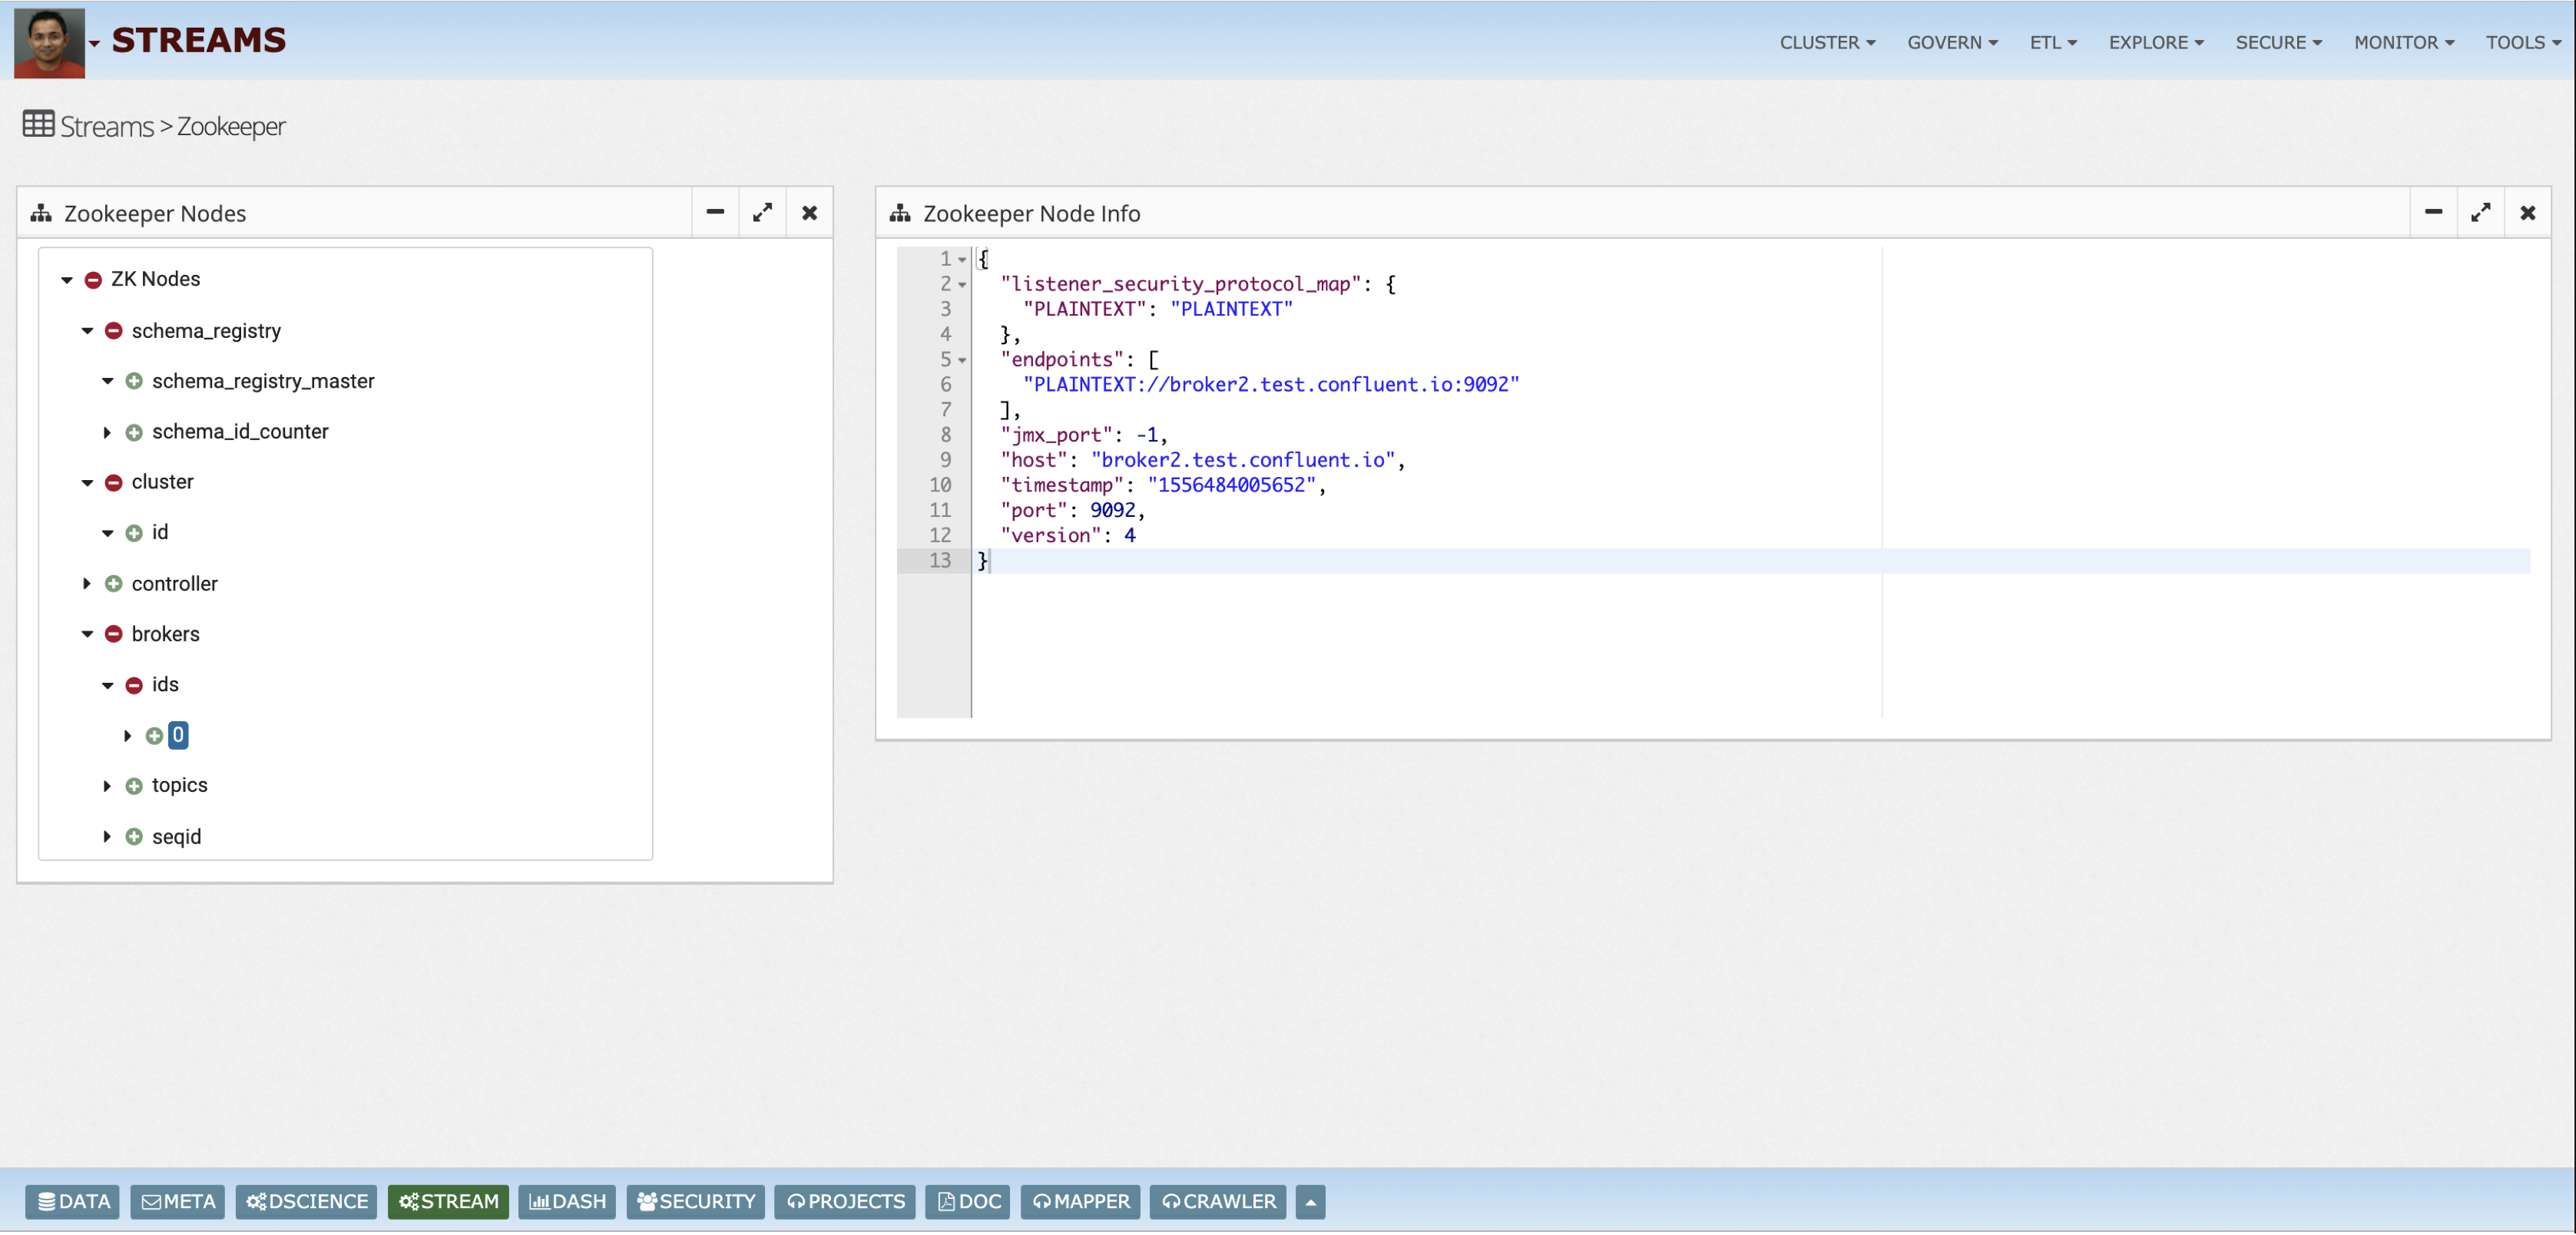 STREAMS
CLUSTER GOVERN ETL EXPLORE SECURE MONITOR TOOLS
Streams > Zookeeper
Zookeeper Nodes
ZK Nodes
schema_registry
schema_registry_master
schema_id_counter
cluster
id
controller
brokers
ids
0
topics
seqid
Zookeeper Node Info
1 {
2 "listener_security_protocol_map": {
3 "PLAINTEXT": "PLAINTEXT"
4 },
5 "endpoints": [
6 "PLAINTEXT://broker2.test.confluent.io:9092"
7 ],
8 "jmx_port": -1,
9 "host": "broker2.test.confluent.io",
10 "timestamp": "1556484005652",
11 "port": 9092,
12 "version": 4
13 }
DATA META DSCIENCE STREAM DASH SECURITY PROJECTS DOC MAPPER CRAWLER